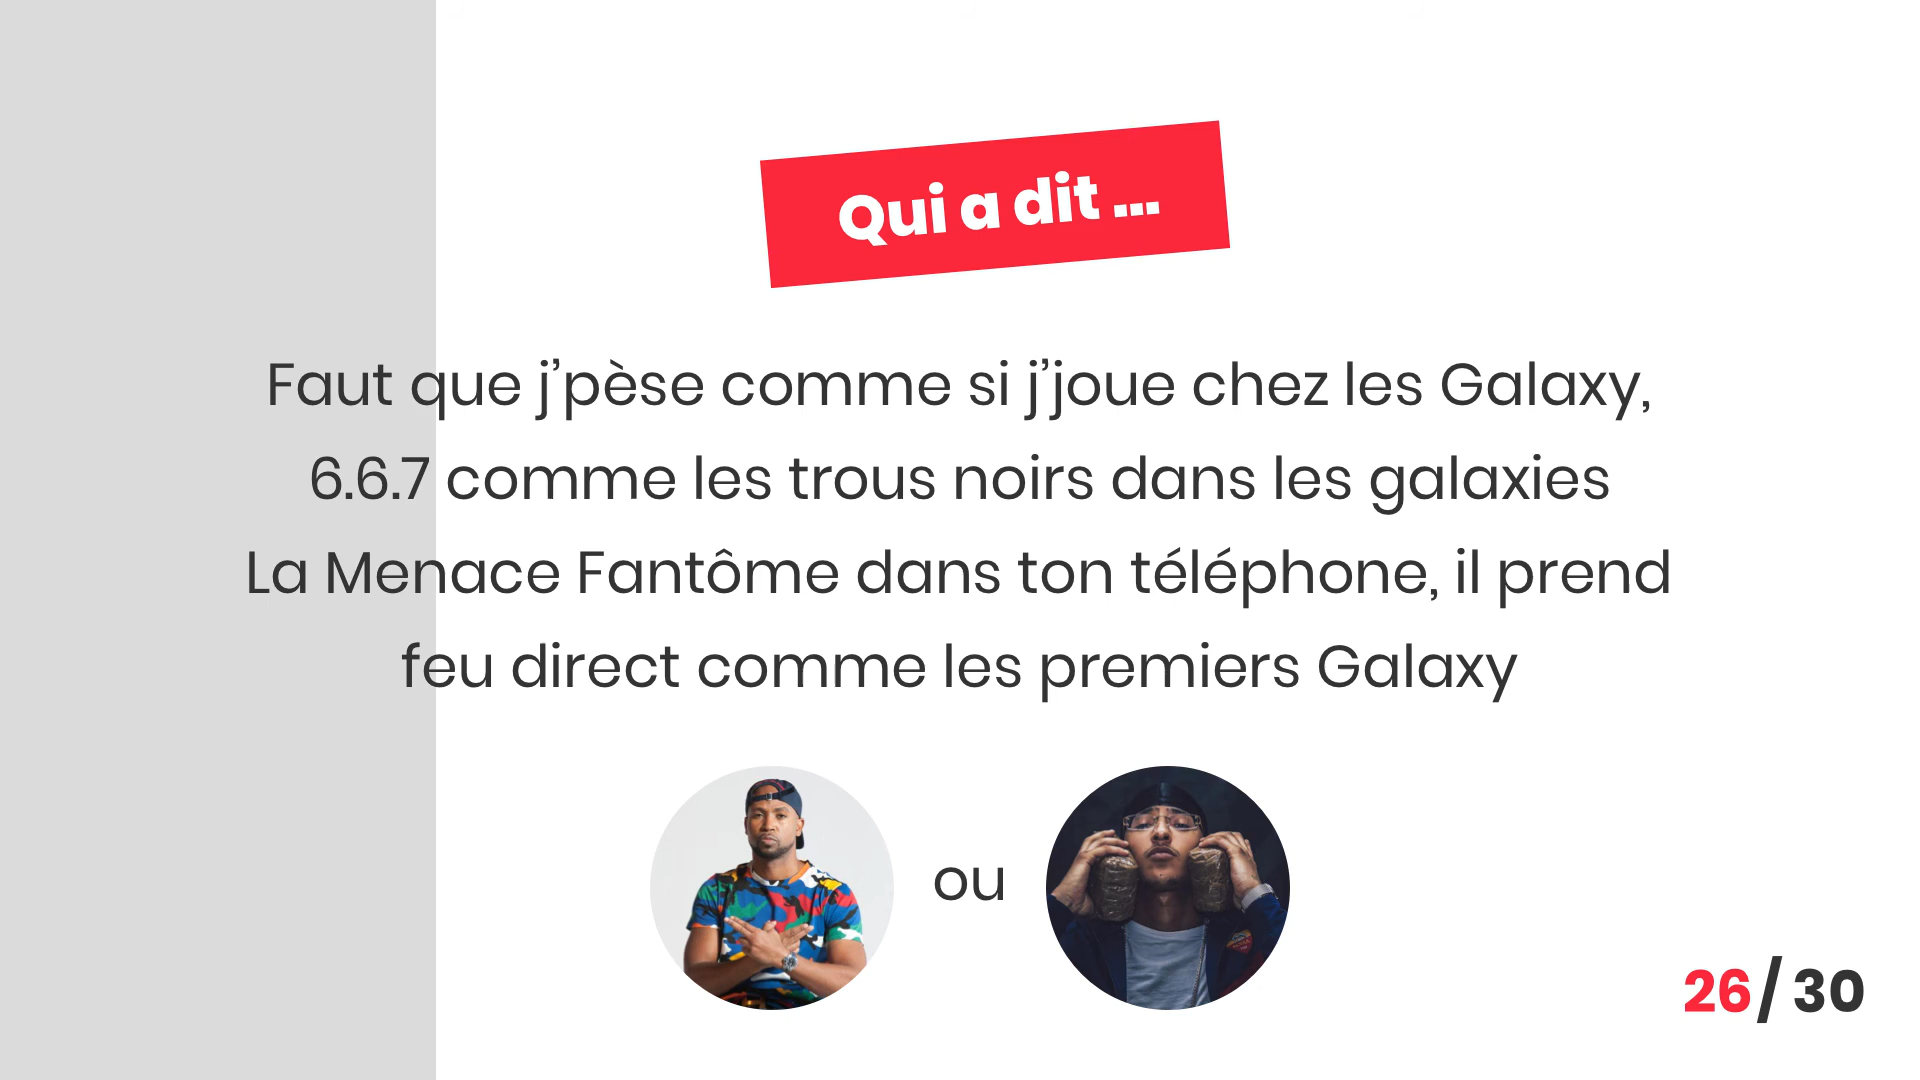 Qui a dit ...
Faut que j’pèse comme si j’joue chez les Galaxy,
6.6.7 comme les trous noirs dans les galaxies
La Menace Fantôme dans ton téléphone, il prend
feu direct comme les premiers Galaxy
ou
26/30